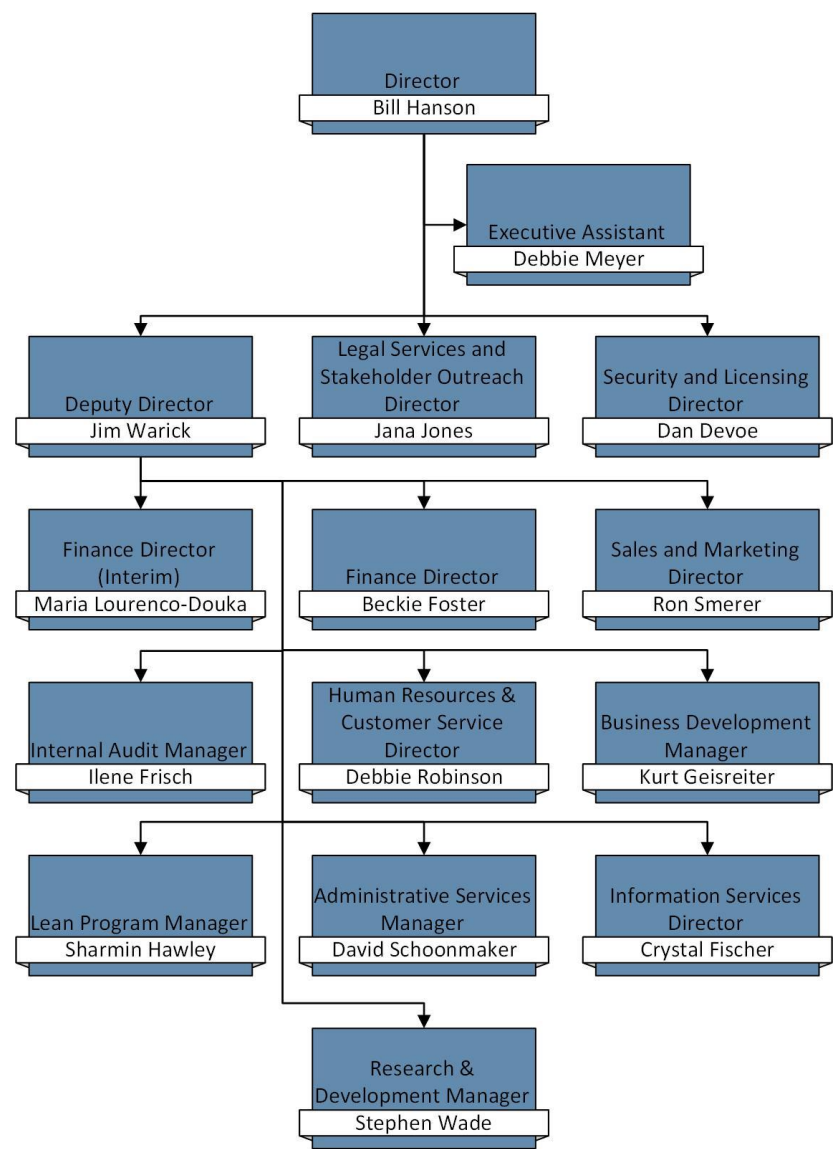 Director
Bill Hanson
Executive Assistant
Debbie Meyer
Deputy Director
Jim Warick
Legal Services and
Stakeholder Outreach
Director
Jana Jones
Security and Licensing
Director
Dan Devoe
Finance Director
(Interim)
Maria Lourenco-Douka
Finance Director
Beckie Foster
Sales and Marketing
Director
Ron Smerer
Internal Audit Manager
Ilene Frisch
Human Resources &
Customer Service
Director
Debbie Robinson
Business Development
Manager
Kurt Geisreiter
Lean Program Manager
Sharmin Hawley
Administrative Services
Manager
David Schoonmaker
Information Services
Director
Crystal Fischer
Research &
Development Manager
Stephen Wade